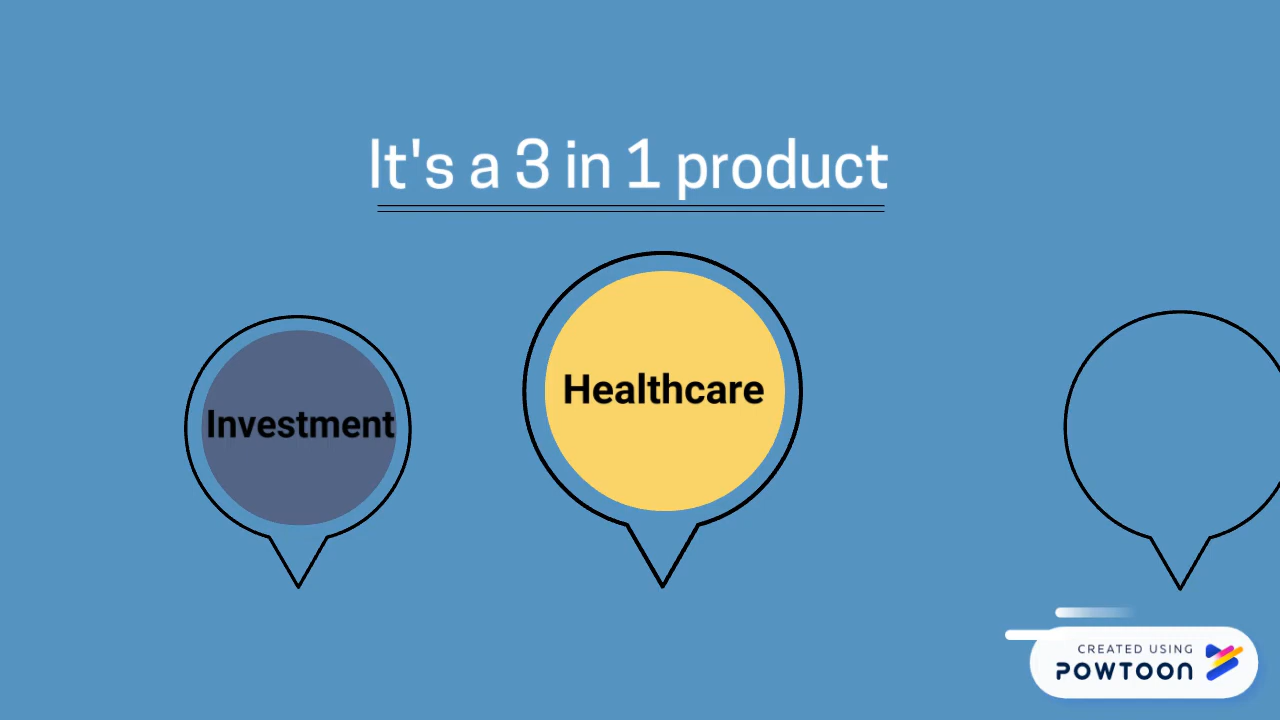 It's a 3 in 1 product
Investment
Healthcare
CREATED USING
POWTOON